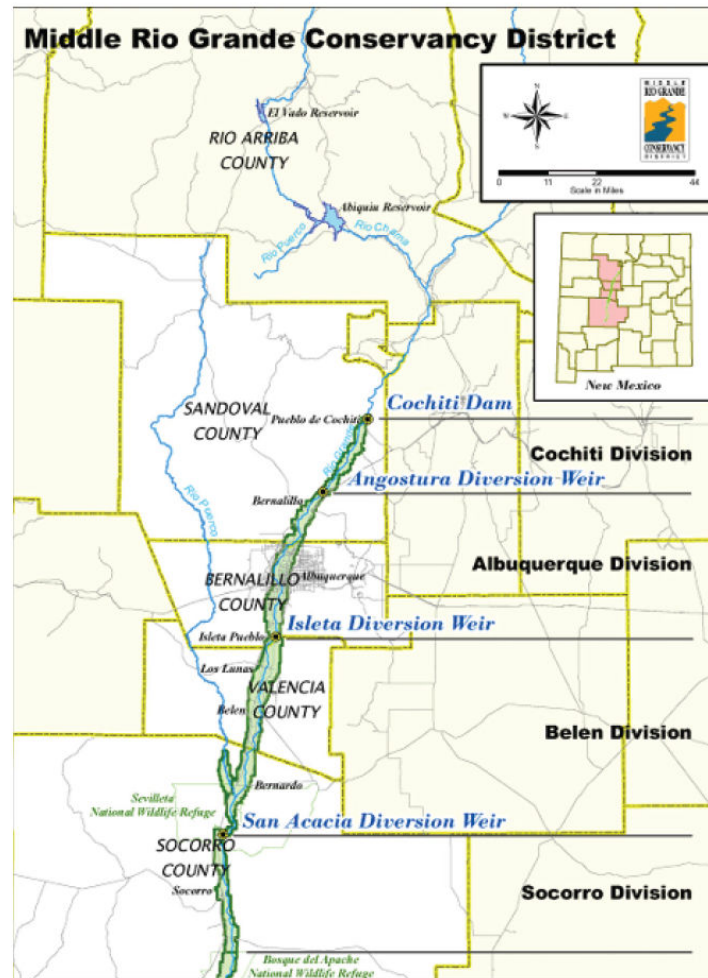 Middle Rio Grande Conservancy District
MIDDLE
RIO GRANDE
CONSERVANCY
DISTRICT
N
W
E
S
0 11 22 44
Scale in Miles
El Vado Reservoir
RIO ARRIBA
COUNTY
Abiquiu Reservoir
Rio Puerco
Rio Chama
New Mexico
SANDOVAL
COUNTY
Pueblo de Cochiti
Cochiti Dam
Rio Grande
Cochiti Division
Angostura Diversion Weir
Bernalillo
Rio Puerco
Albuquerque Division
BERNALILLO
COUNTY
Albuquerque
Isleta Diversion Weir
Isleta Pueblo
Los Lunas
VALENCIA
COUNTY
Belen
Belen Division
Bernardo
Sevilleta
National Wildlife Refuge
San Acacia Diversion Weir
SOCORRO
COUNTY
Socorro
Socorro Division
Bosque del Apache
National Wildlife Refuge